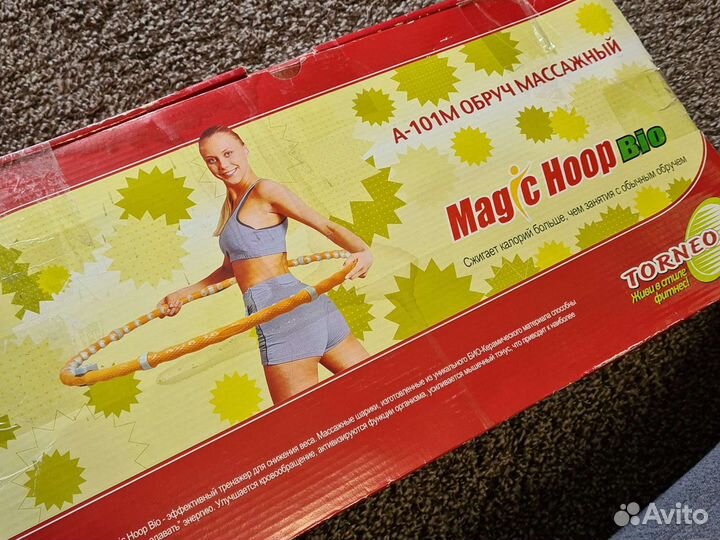 А-101М ОБРУЧ МАССАЖНЫЙ
Magic Hoop Bio
Сжигает калорий больше, чем занятия с обычным обручем
TORNEO
Живи в стиле
фитнес!
Hoop Bio - эффективный тренажер для снижения веса. Массажные шарики, изготовленные из уникального БИО-Керамического материала способны
энергию. Улучшается кровообращение, активизируются функции организма, усиливается мышечный тонус, что приводит к наиболее
Avito